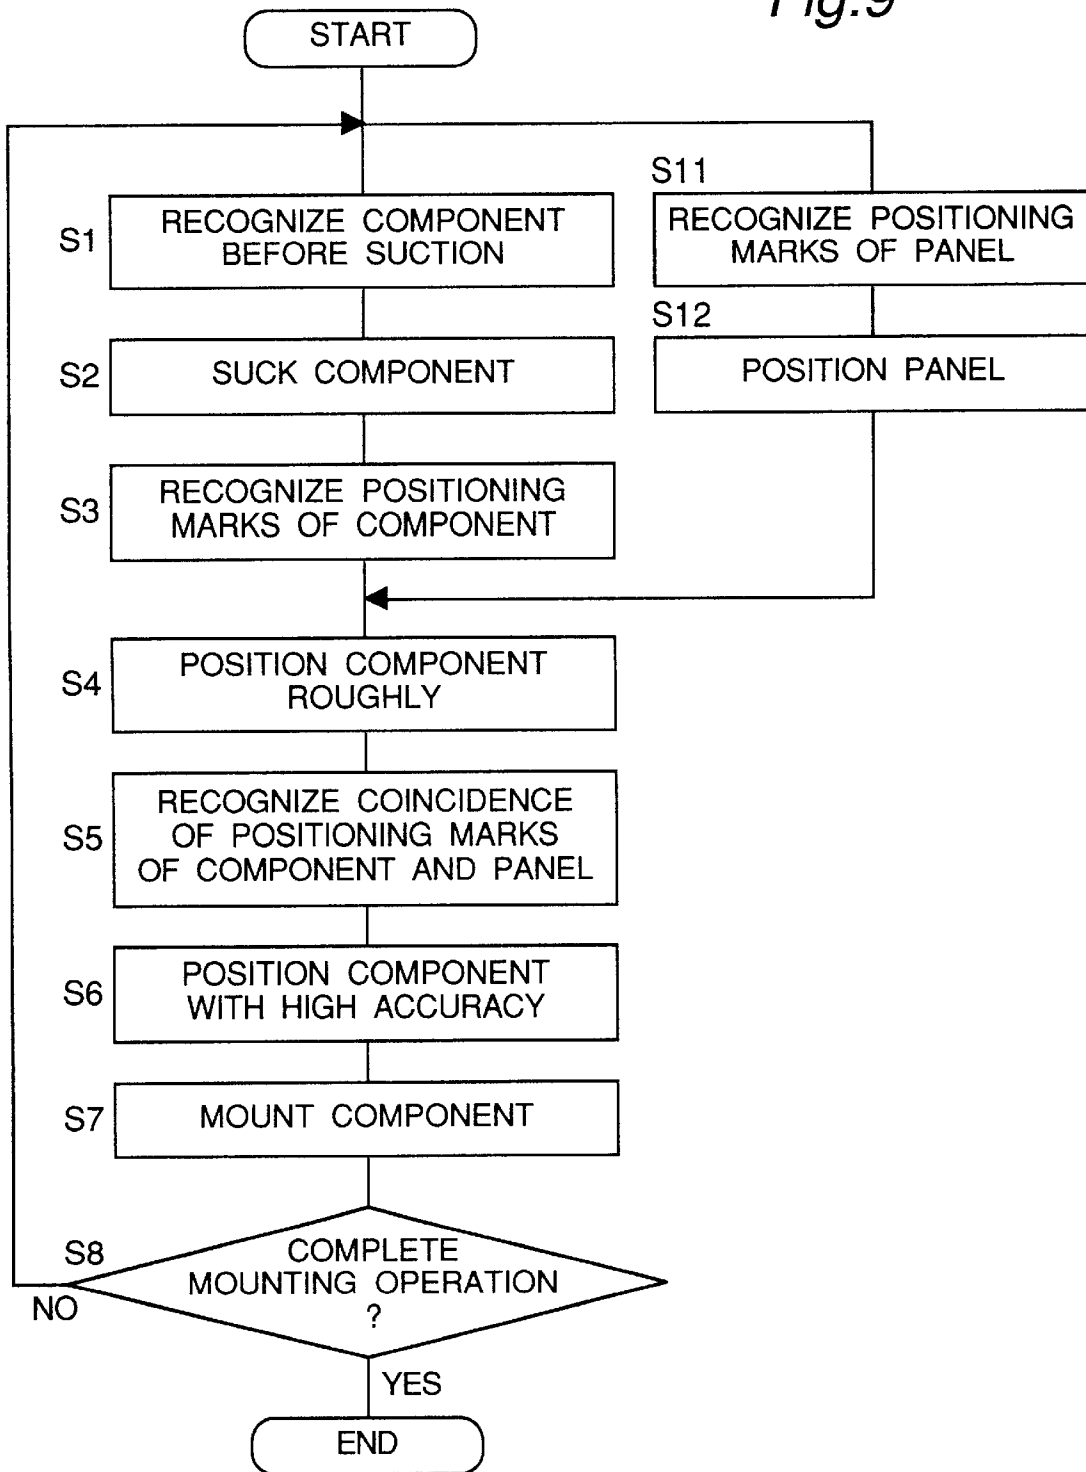 Fig.9
START
S1
RECOGNIZE COMPONENT
BEFORE SUCTION
S11
RECOGNIZE POSITIONING
MARKS OF PANEL
S2
SUCK COMPONENT
S12
POSITION PANEL
S3
RECOGNIZE POSITIONING
MARKS OF COMPONENT
S4
POSITION COMPONENT
ROUGHLY
S5
RECOGNIZE COINCIDENCE
OF POSITIONING MARKS
OF COMPONENT AND PANEL
S6
POSITION COMPONENT
WITH HIGH ACCURACY
S7
MOUNT COMPONENT
S8
COMPLETE
MOUNTING OPERATION
?
NO
YES
END